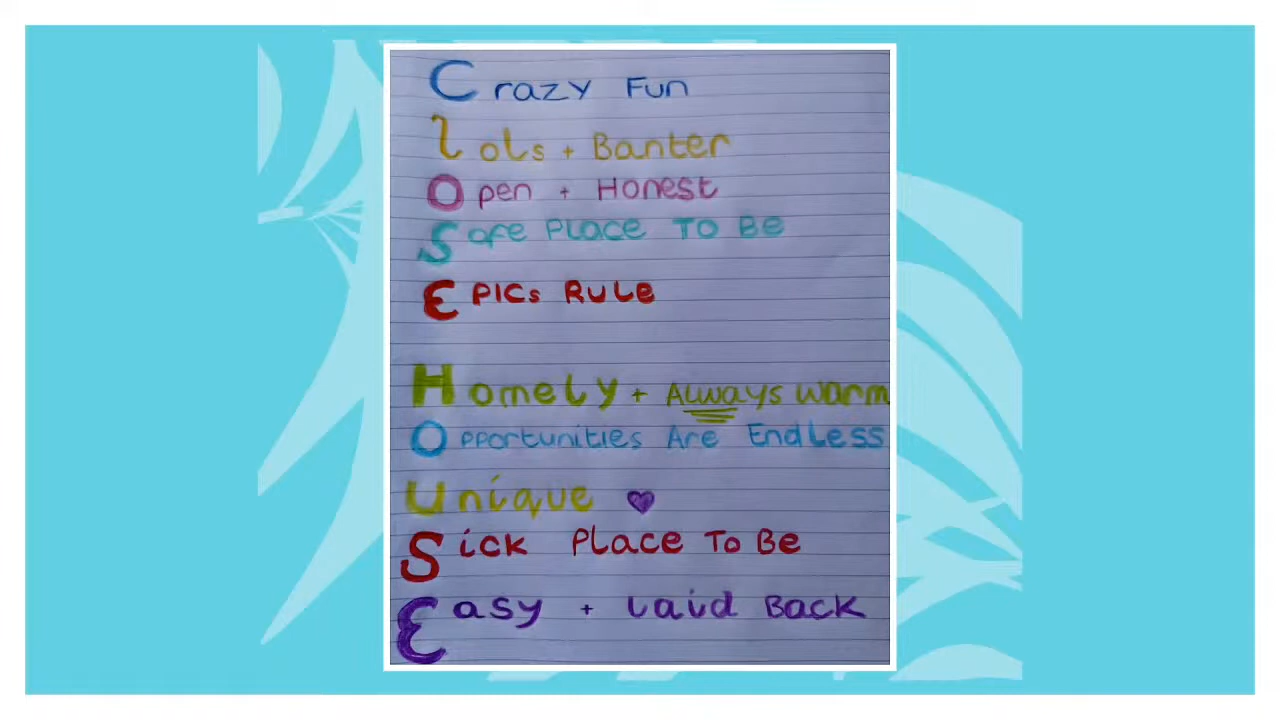 Crazy Fun
Lols + Banter
Open + Honest
Safe Place To Be
EPICs RULE
Homely + Always warm
Opportunities Are Endless
Unique
Sick Place To Be
Easy + Laid Back